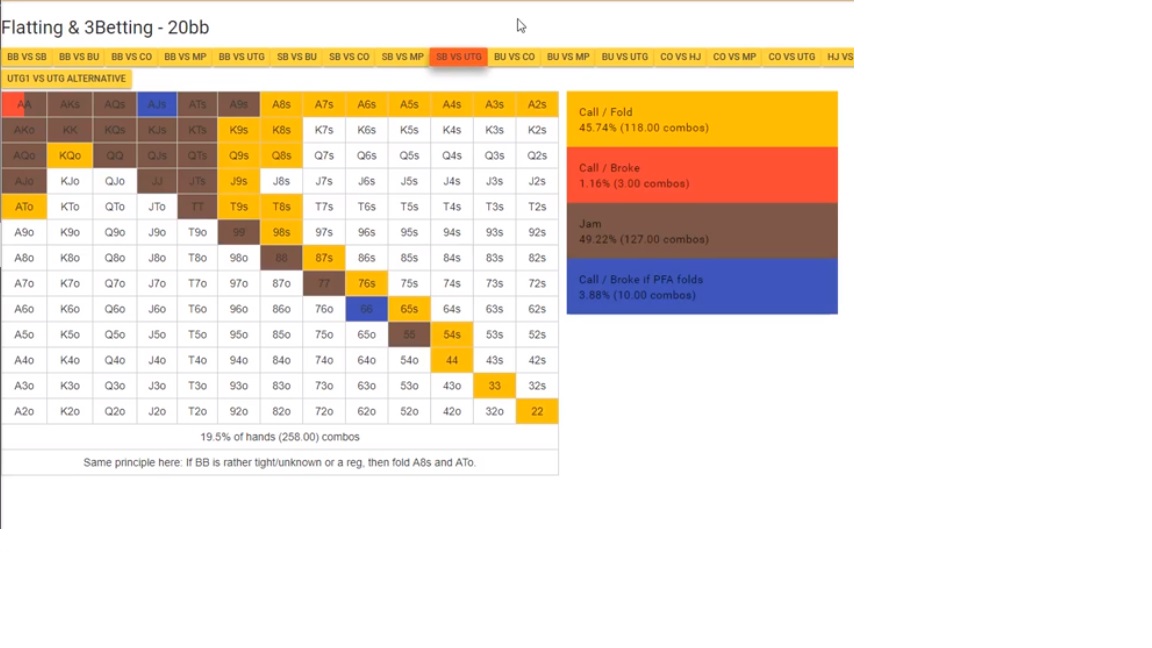 Flatting & 3Betting - 20bb
BB VS SB BB VS BU BB VS CO BB VS MP BB VS UTG SB VS BU SB VS CO SB VS MP SB VS UTG BU VS CO BU VS MP BU VS UTG CO VS HJ CO VS MP CO VS UTG HJ VS
UTG1 VS UTG ALTERNATIVE
AA AKs AQs AJs ATs A9s A8s A7s A6s A5s A4s A3s A2s
AKo KK KQs KJs KTs K9s K8s K7s K6s K5s K4s K3s K2s
AQo KQo QQ QJs QTs Q9s Q8s Q7s Q6s Q5s Q4s Q3s Q2s
AJo KJo QJo JJ JTs J9s J8s J7s J6s J5s J4s J3s J2s
ATo KTo QTo JTo TT T9s T8s T7s T6s T5s T4s T3s T2s
A9o K9o Q9o J9o T9o 99 98s 97s 96s 95s 94s 93s 92s
A8o K8o Q8o J8o T8o 98o 88 87s 86s 85s 84s 83s 82s
A7o K7o Q7o J7o T7o 97o 87o 77 76s 75s 74s 73s 72s
A6o K6o Q6o J6o T6o 96o 86o 76o 66 65s 64s 63s 62s
A5o K5o Q5o J5o T5o 95o 85o 75o 65o 55 54s 53s 52s
A4o K4o Q4o J4o T4o 94o 84o 74o 64o 54o 44 43s 42s
A3o K3o Q3o J3o T3o 93o 83o 73o 63o 53o 43o 33 32s
A2o K2o Q2o J2o T2o 92o 82o 72o 62o 52o 42o 32o 22
19.5% of hands (258.00) combos
Same principle here: If BB is rather tight/unknown or a reg, then fold A8s and ATo.
Call / Fold
45.74% (118.00 combos)
Call / Broke
1.16% (3.00 combos)
Jam
49.22% (127.00 combos)
Call / Broke if PFA folds
3.88% (10.00 combos)